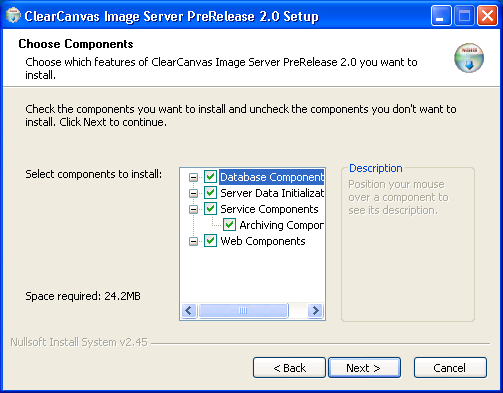 ClearCanvas Image Server PreRelease 2.0 Setup
Choose Components
Choose which features of ClearCanvas Image Server PreRelease 2.0 you want to
install.
Check the components you want to install and uncheck the components you don't want to
install. Click Next to continue.
Select components to install:
Database Component
Server Data Initializat
Service Components
Archiving Compor
Web Components
Description
Position your mouse
over a component to
see its description.
Space required: 24.2MB
Nullsoft Install System v2.45
< Back
Next >
Cancel